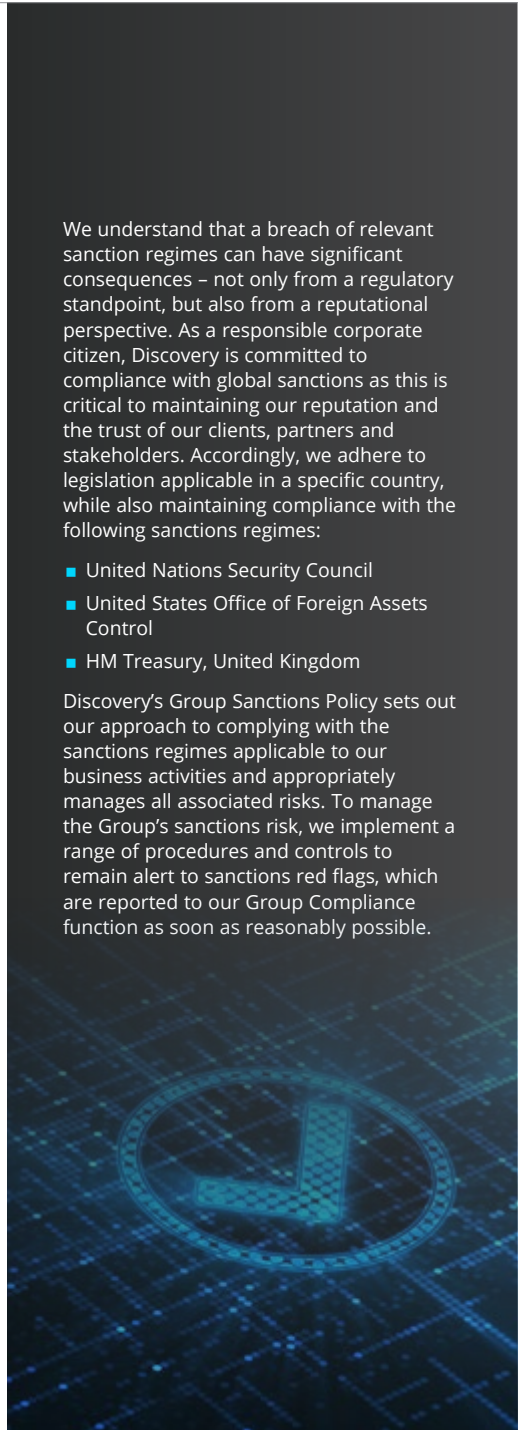 We understand that a breach of relevant
sanction regimes can have significant
consequences – not only from a regulatory
standpoint, but also from a reputational
perspective. As a responsible corporate
citizen, Discovery is committed to
compliance with global sanctions as this is
critical to maintaining our reputation and
the trust of our clients, partners and
stakeholders. Accordingly, we adhere to
legislation applicable in a specific country,
while also maintaining compliance with the
following sanctions regimes:
■ United Nations Security Council
■ United States Office of Foreign Assets
Control
■ HM Treasury, United Kingdom
Discovery’s Group Sanctions Policy sets out
our approach to complying with the
sanctions regimes applicable to our
business activities and appropriately
manages all associated risks. To manage
the Group’s sanctions risk, we implement a
range of procedures and controls to
remain alert to sanctions red flags, which
are reported to our Group Compliance
function as soon as reasonably possible.